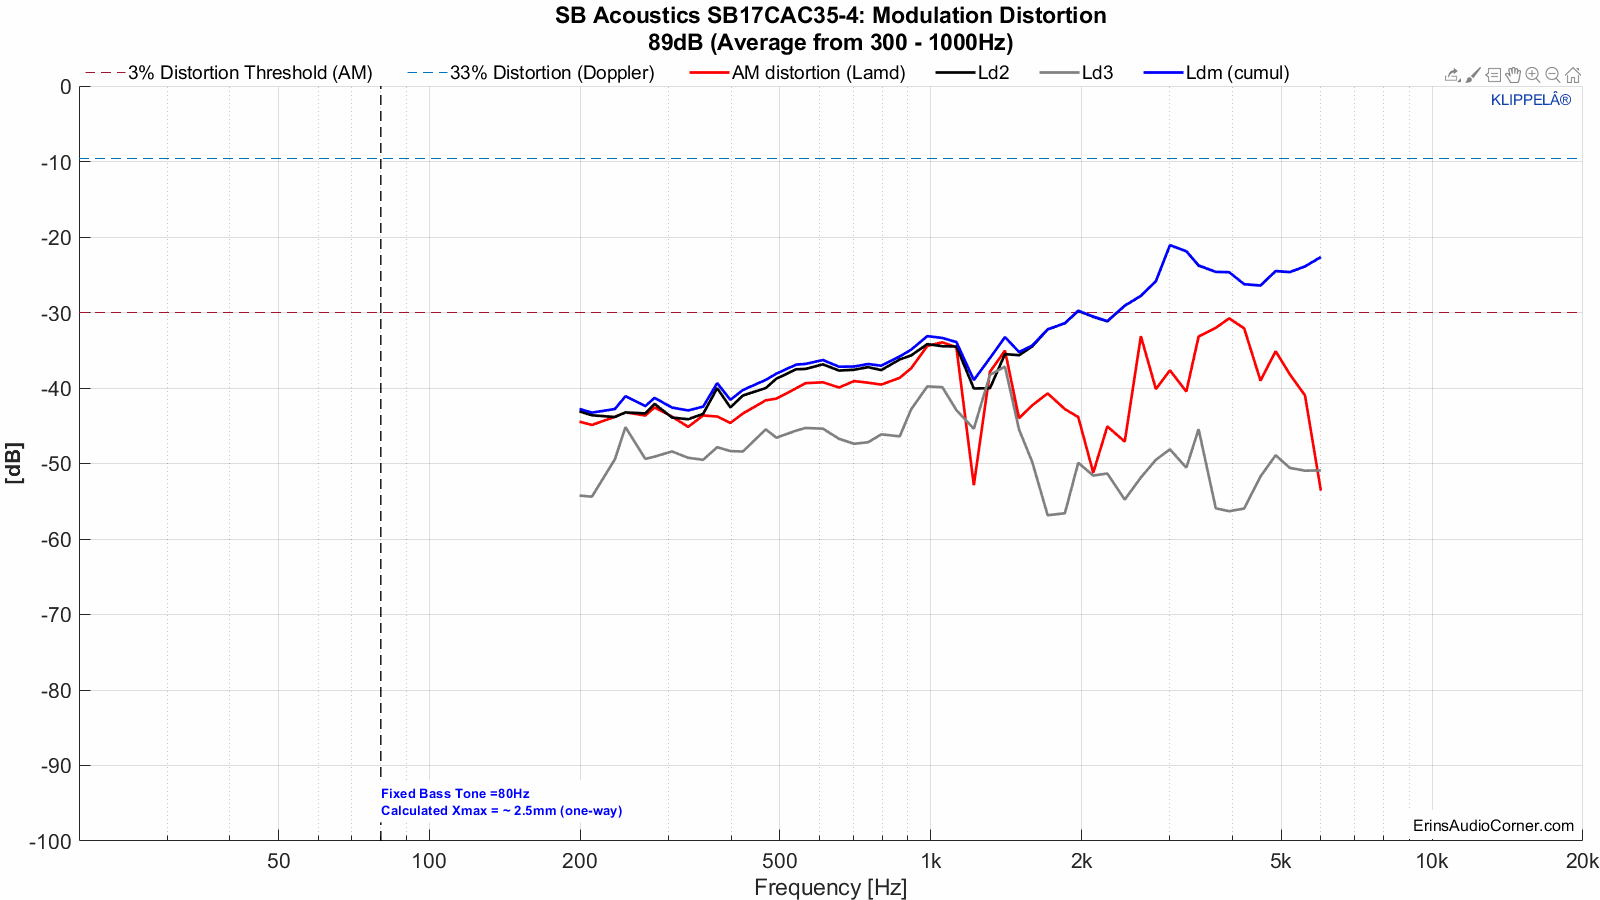 SB Acoustics SB17CAC35-4: Modulation Distortion
89dB (Average from 300 - 1000Hz)
3% Distortion Threshold (AM) 33% Distortion (Doppler) AM distortion (Lamd) Ld2 Ld3 Ldm (cumul)
KLIPPELÂ®
0
-10
-20
-30
-40
-50
-60
-70
-80
-90
-100
[dB]
Fixed Bass Tone =80Hz
Calculated Xmax = ~ 2.5mm (one-way)
ErinsAudioCorner.com
50 100 200 500 1k 2k 5k 10k 20k
Frequency [Hz]